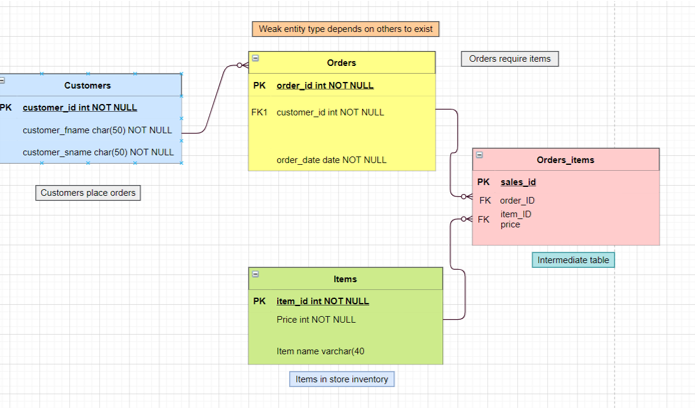 Weak entity type depends on others to exist
Orders
PK order_id int NOT NULL
FK1 customer_id int NOT NULL
order_date date NOT NULL
Orders require items
Customers
PK customer_id int NOT NULL
customer_fname char(50) NOT NULL
customer_sname char(50) NOT NULL
Customers place orders
Orders_items
PK sales_id
FK order_ID
FK item_ID
price
Intermediate table
Items
PK item_id int NOT NULL
Price int NOT NULL
Item name varchar(40
Items in store inventory